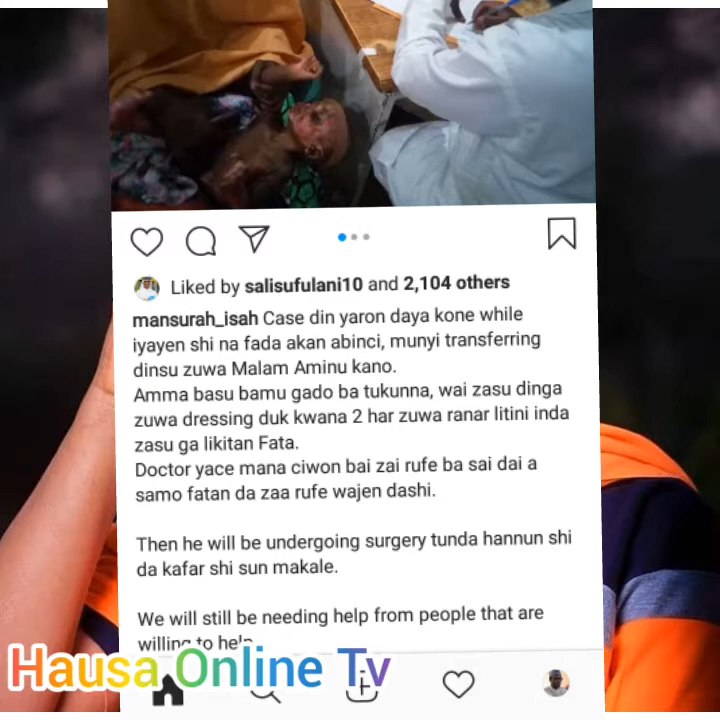 Liked by salisufulani10 and 2,104 others
mansurah_isah Case din yaron daya kone while
iyayen shi na fada akan abinci, munyi transferring
dinsu zuwa Malam Aminu kano.
Amma basu bamu gado ba tukunna, wai zasu dinga
zuwa dressing duk kwana 2 har zuwa ranar litini inda
zasu ga likitan Fata.
Doctor yace mana ciwon bai zai rufe ba sai dai a
samo fatan da zaa rufe wajen dashi.
Then he will be undergoing surgery tunda hannun shi
da kafar shi sun makale.
We will still be needing help from people that are
willing to help
Hausa Online Tv